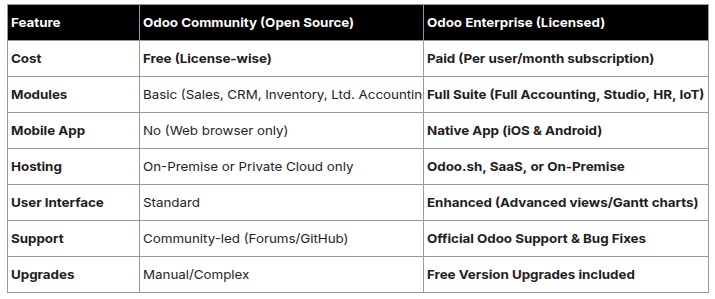 Feature Odoo Community (Open Source) Odoo Enterprise (Licensed)
Cost Free (License-wise) Paid (Per user/month subscription)
Modules Basic (Sales, CRM, Inventory, Ltd. Accountin Full Suite (Full Accounting, Studio, HR, IoT)
Mobile App No (Web browser only) Native App (iOS & Android)
Hosting On-Premise or Private Cloud only Odoo.sh, SaaS, or On-Premise
User Interface Standard Enhanced (Advanced views/Gantt charts)
Support Community-led (Forums/GitHub) Official Odoo Support & Bug Fixes
Upgrades Manual/Complex Free Version Upgrades included